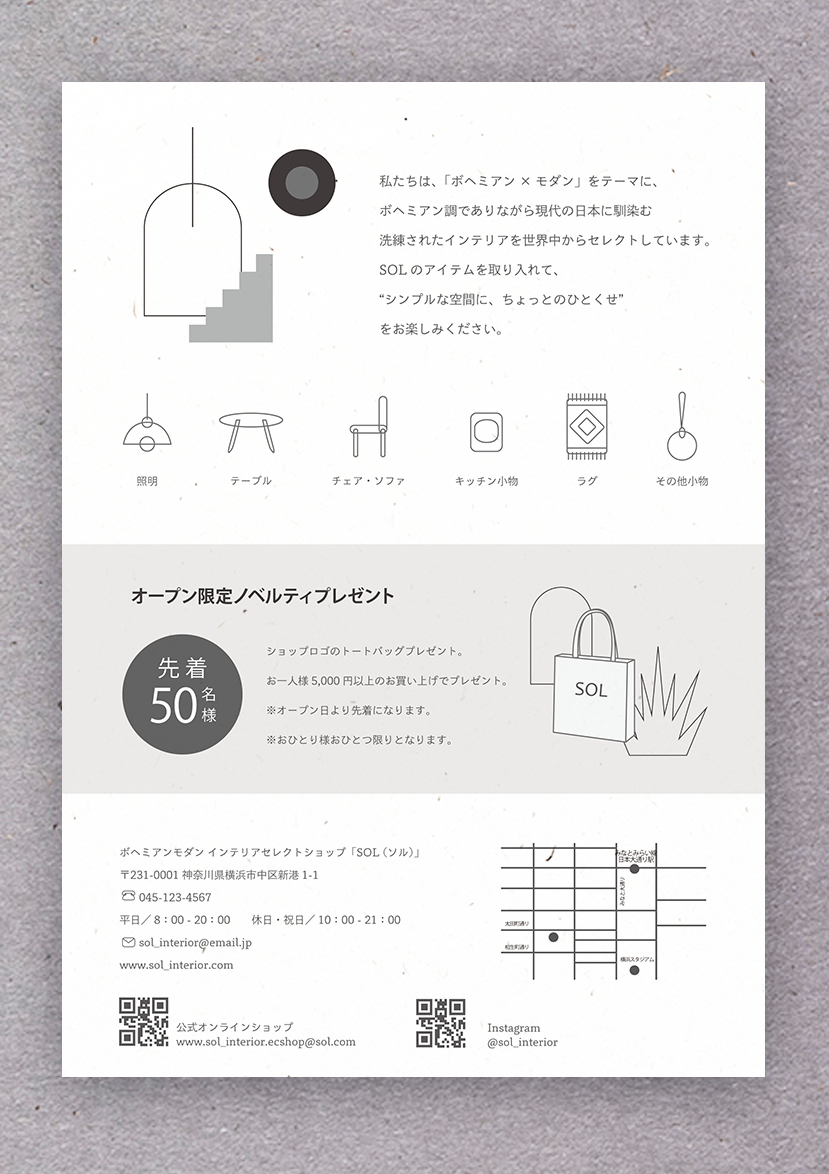 私たちは、「ボヘミアン × モダン」をテーマに、
ボヘミアン調でありながら現代の日本に馴染む
洗練されたインテリアを世界中からセレクトしています。
SOL のアイテムを取り入れて、
“シンプルな空間に、ちょっとのひとくせ”
をお楽しみください。
照明
テーブル
チェア・ソファ
キッチン小物
ラグ
その他小物
オープン限定ノベルティプレゼント
先着
50名様
ショップロゴのトートバッグプレゼント。
お一人様 5,000 円以上のお買い上げでプレゼント。
※オープン日より先着になります。
※おひとり様おひとつ限りとなります。
SOL
ボヘミアンモダン インテリアセレクトショップ「SOL（ソル）」
〒231-0001 神奈川県横浜市中区新港 1-1
045-123-4567
平日／ 8：00 - 20：00　休日・祝日／ 10：00 - 21：00
sol_interior@email.jp
www.sol_interior.com
みなとみらい線
日本大通り駅
みなと大通り
太田町通り
相生町通り
横浜スタジアム
公式オンラインショップ
www.sol_interior.ecshop@sol.com
Instagram
@sol_interior